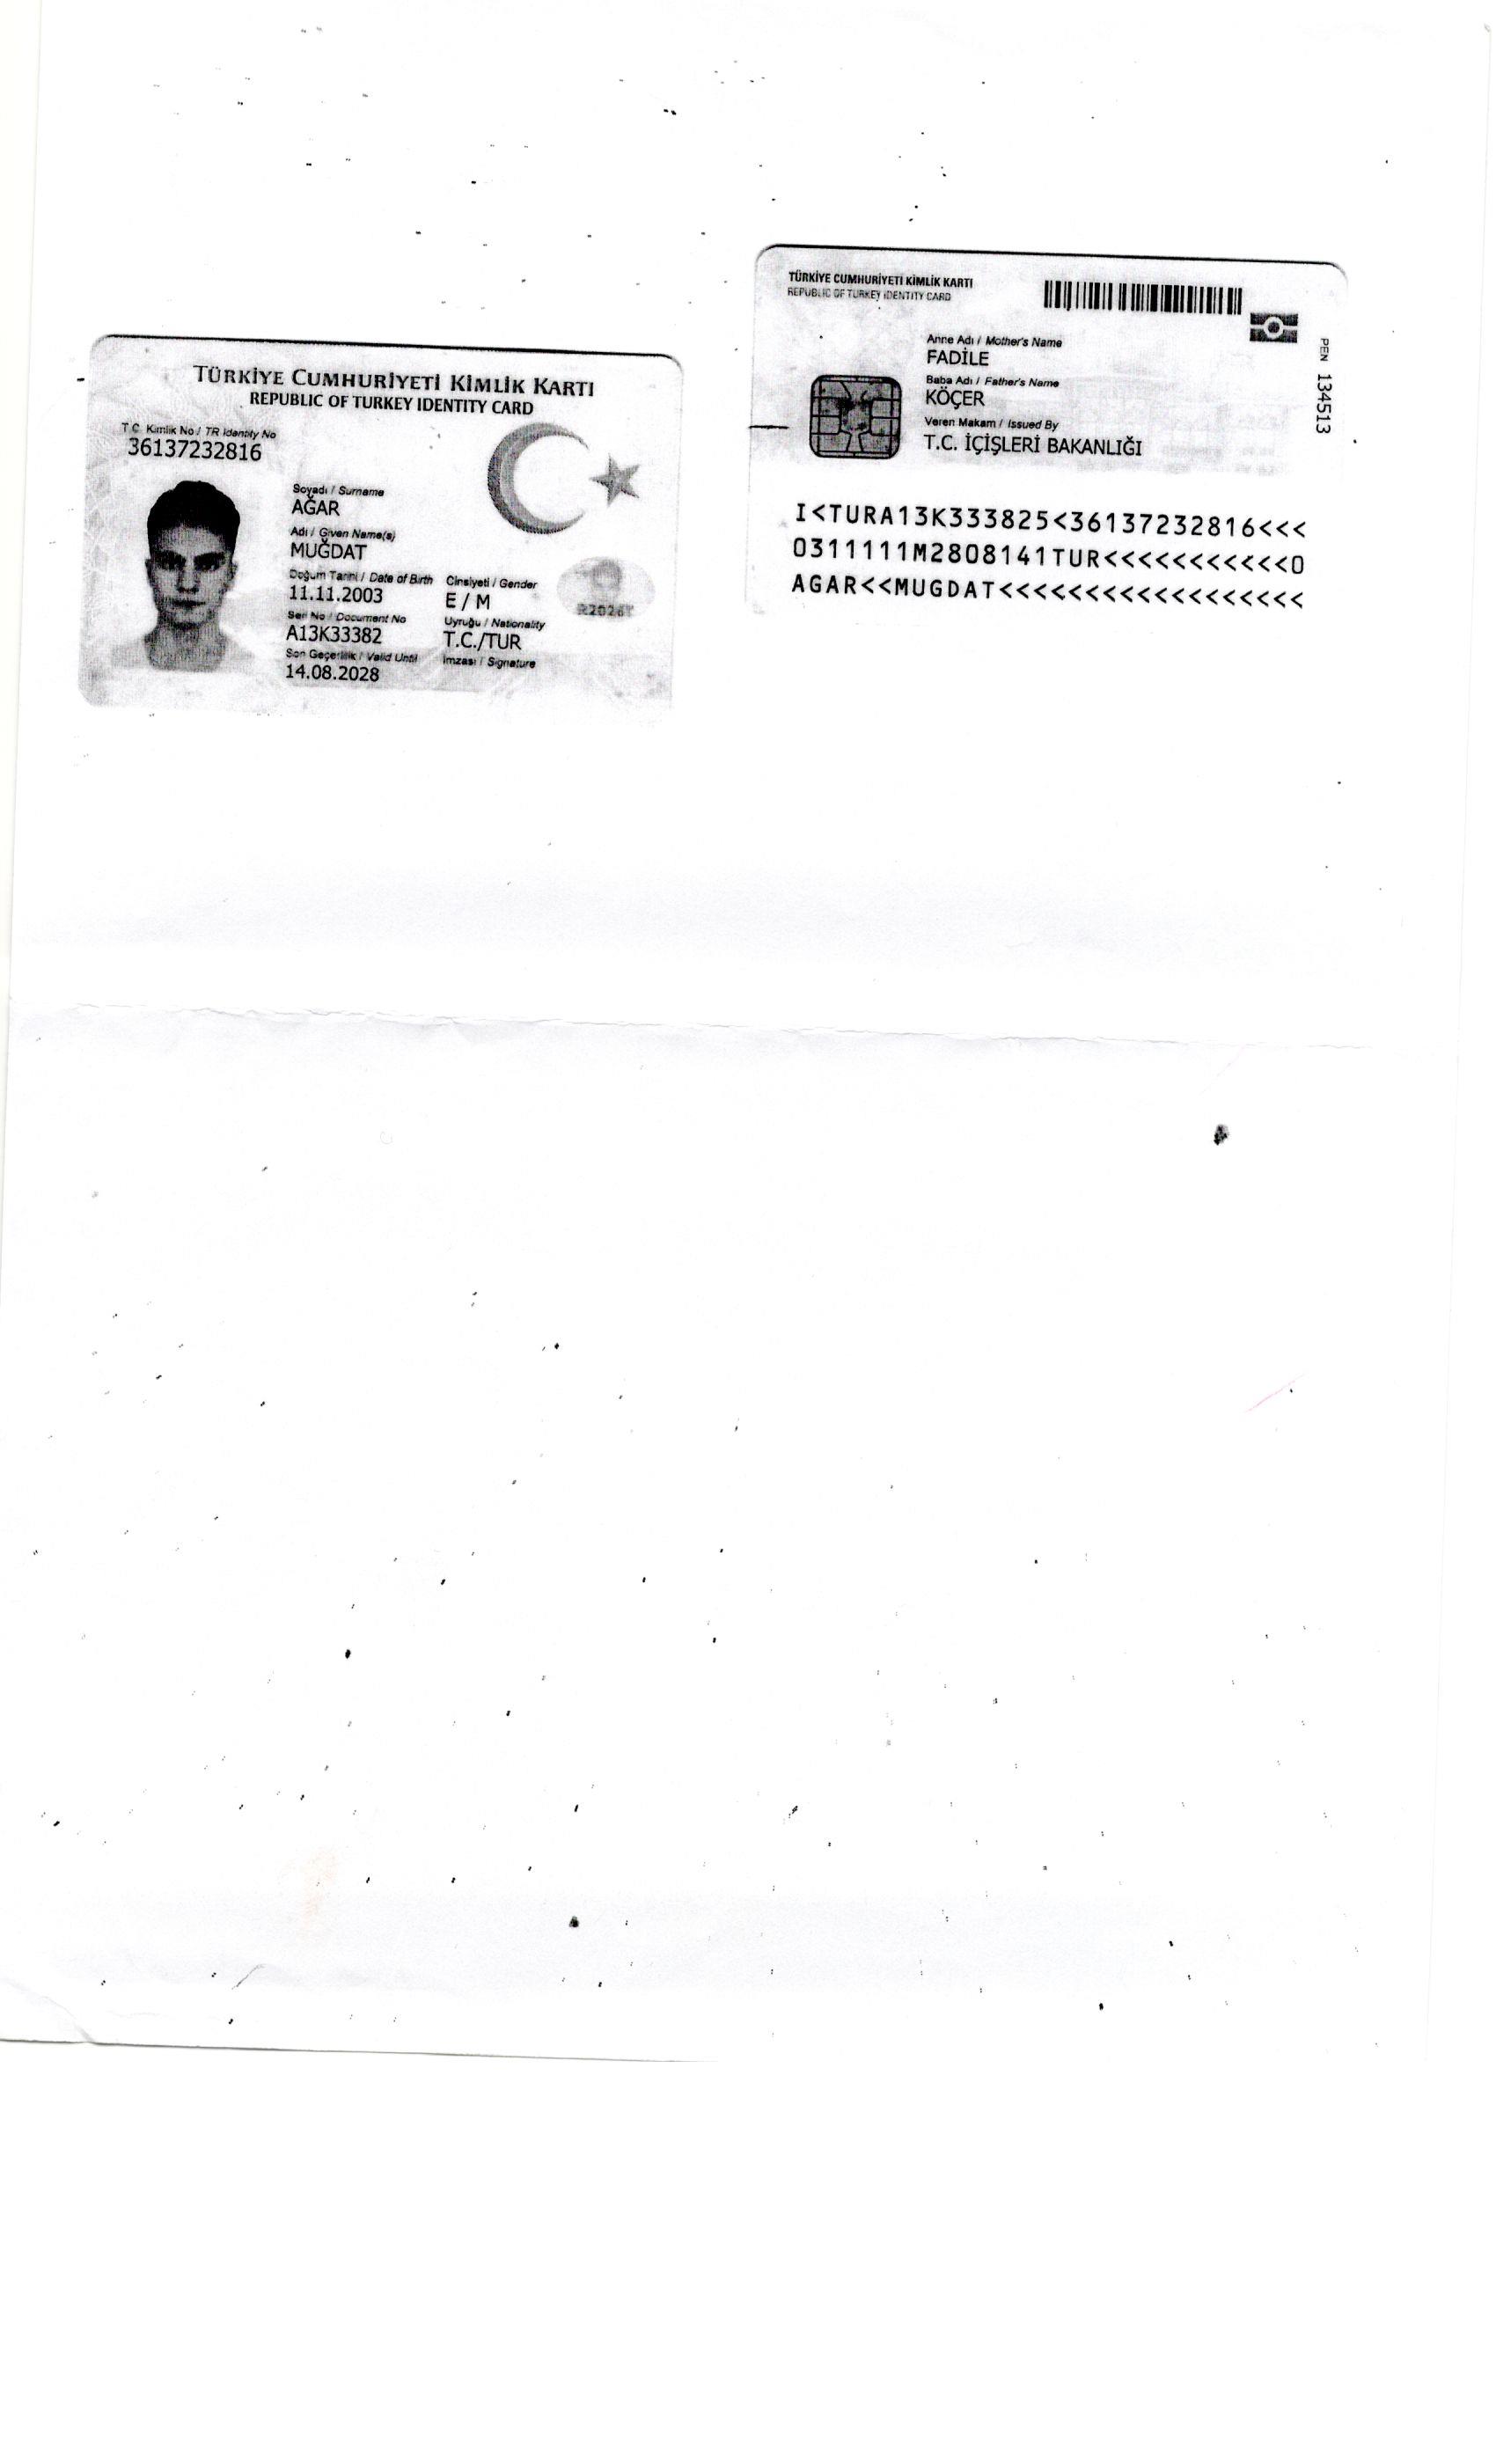 TÜRKİYE CUMHURİYETİ KİMLİK KARTI
REPUBLIC OF TURKEY IDENTITY CARD
T.C. Kimlik No / TR Identity No
36137232816
Soyadı / Surname
AĞAR
Adı / Given Name(s)
MUĞDAT
Doğum Tarihi / Date of Birth Cinsiyeti / Gender
11.11.2003 E / M
Seri No / Document No Uyruğu / Nationality
A13K33382 T.C./TUR
Son Geçerlilik / Valid Until İmzası / Signature
14.08.2028
TÜRKİYE CUMHURİYETİ KİMLİK KARTI
REPUBLIC OF TURKEY IDENTITY CARD
Anne Adı / Mother's Name
FADİLE
Baba Adı / Father's Name
KÖÇER
Veren Makam / Issued By
T.C. İÇİŞLERİ BAKANLIĞI
PEN 134513
I<TURA13K333825<36137232816<<<
0311111M2808141TUR<<<<<<<<<<<0
AGAR<<MUGDAT<<<<<<<<<<<<<<<<<<